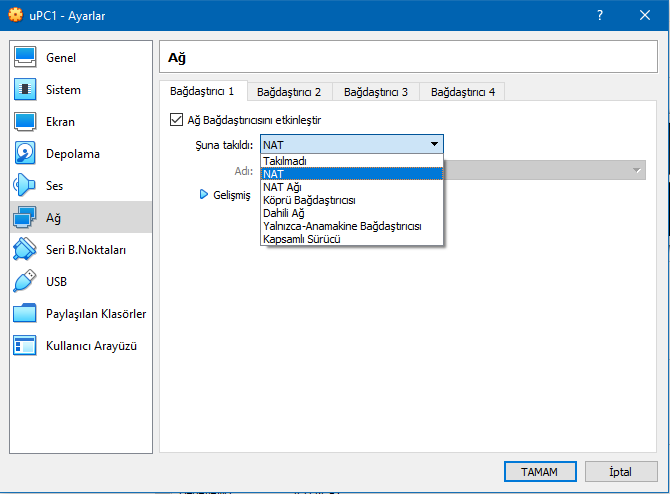 uPC1 - Ayarlar
Genel
Sistem
Ekran
Depolama
Ses
Ağ
Seri B.Noktaları
USB
Paylaşılan Klasörler
Kullanıcı Arayüzü
Ağ
Bağdaştırıcı 1 Bağdaştırıcı 2 Bağdaştırıcı 3 Bağdaştırıcı 4
Ağ Bağdaştırıcısını etkinleştir
Şuna takıldı: NAT
Adı:
Gelişmiş
Takılmadı
NAT
NAT Ağı
Köprü Bağdaştırıcısı
Dahili Ağ
Yalnızca-Anamakine Bağdaştırıcısı
Kapsamlı Sürücü
TAMAM İptal